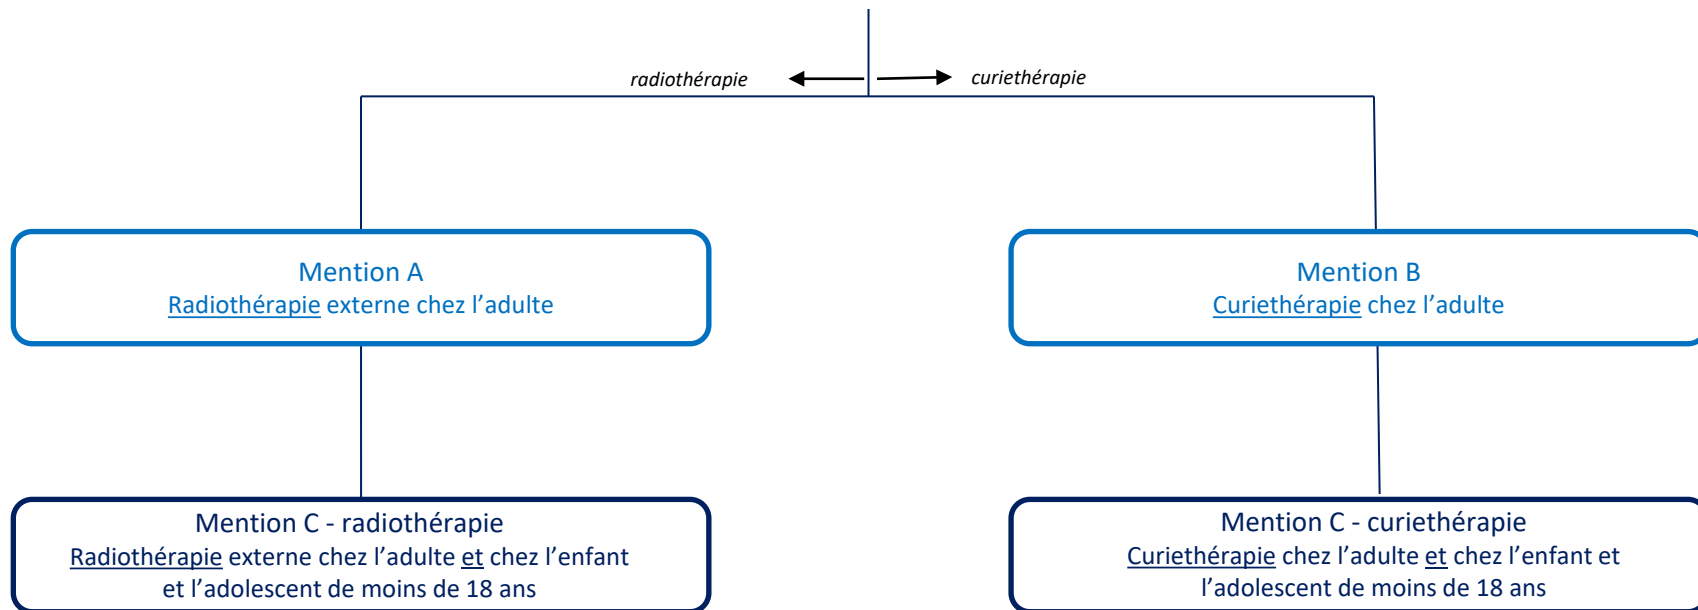 radiothérapie
curiethérapie
Mention A
Radiothérapie externe chez l’adulte
Mention B
Curiethérapie chez l’adulte
Mention C - radiothérapie
Radiothérapie externe chez l’adulte et chez l’enfant
et l’adolescent de moins de 18 ans
Mention C - curiethérapie
Curiethérapie chez l’adulte et chez l’enfant et
l’adolescent de moins de 18 ans